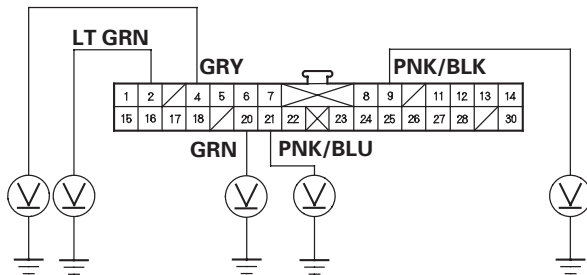 LT GRN
GRY PNK/BLK
1 2 4 5 6 7 8 9 11 12 13 14
15 16 17 18 20 21 22 23 24 25 26 27 28 30
GRN PNK/BLU
V V V V V